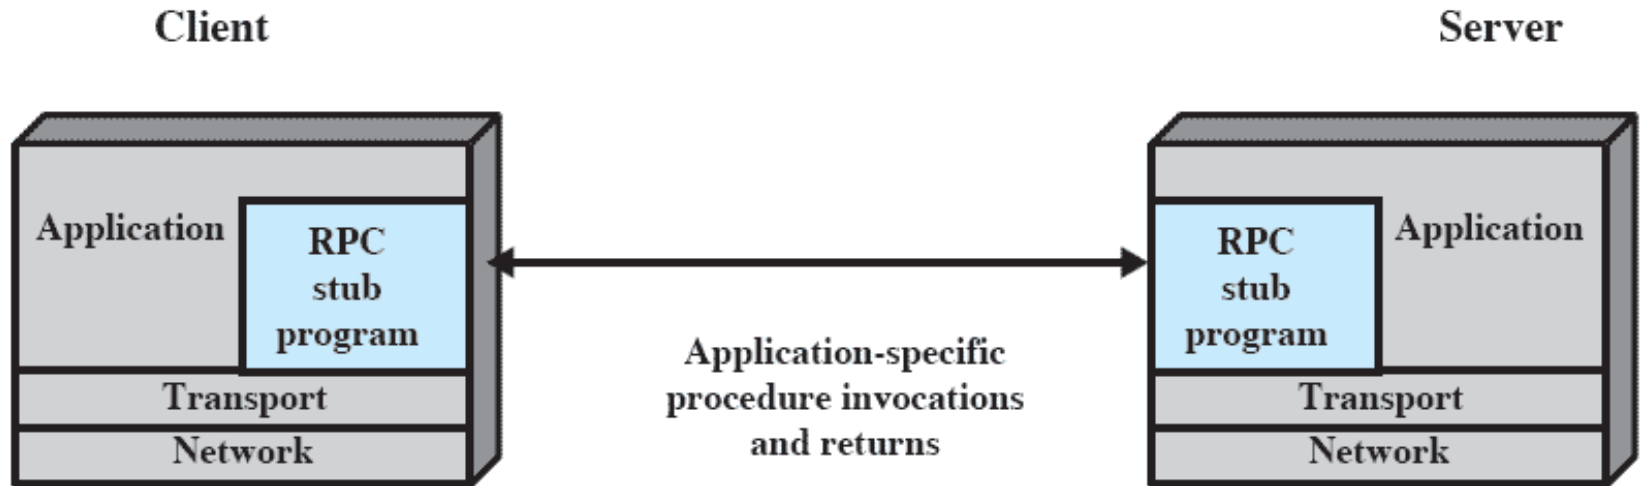 Client
Server
Application
RPC
stub
program
Transport
Network
Application-specific
procedure invocations
and returns
RPC
stub
program
Application
Transport
Network